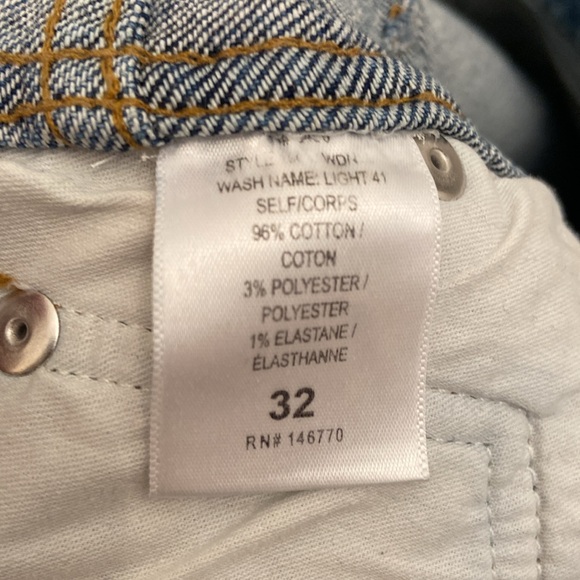 WASH NAME: LIGHT 41
SELF/CORPS
96% COTTON /
COTON
3% POLYESTER /
POLYESTER
1% ELASTANE /
ÉLASTHANNE
32
RN# 146770